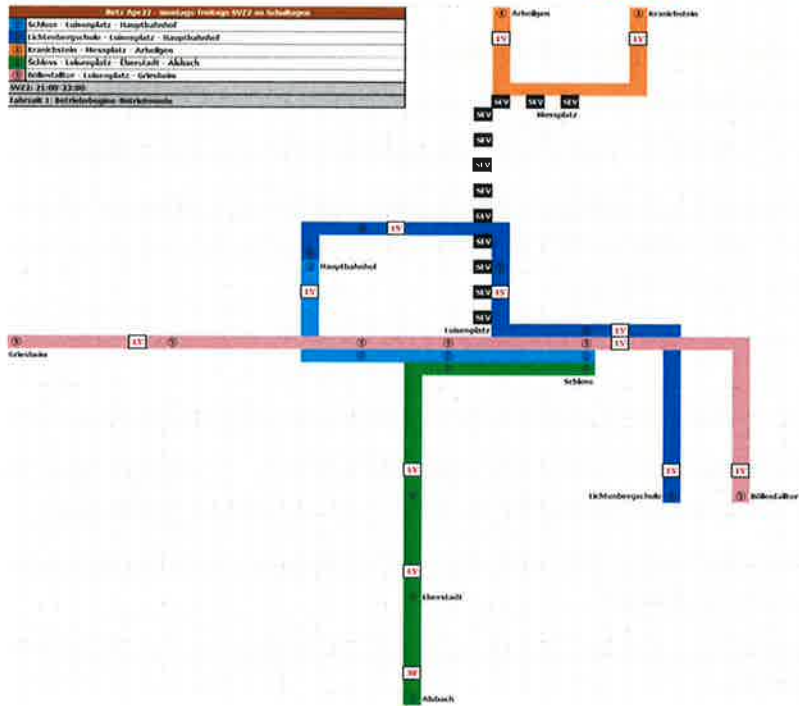 Netz Apr22 - montags-freitags SVZ2 an Schultagen
Schloss - Luisenplatz - Hauptbahnhof
Lichtenbergschule - Luisenplatz - Hauptbahnhof
Kranichstein - Messplatz - Arheilgen
Schloss - Luisenplatz - Eberstadt - Alsbach
Böllenfalltor - Luisenplatz - Griesheim
SVZ2: 21:00-23:00
Fahrzeit 1: Betriebsbeginn-Betriebsende
Arheilgen
Kranichstein
SEV SEV SEV
SEV
Messplatz
SEV
SEV
SEV
SEV
SEV
Hauptbahnhof
SEV
SEV
SEV
Luisenplatz
Griesheim
Schloss
Lichtenbergschule
Böllenfalltor
Eberstadt
Alsbach